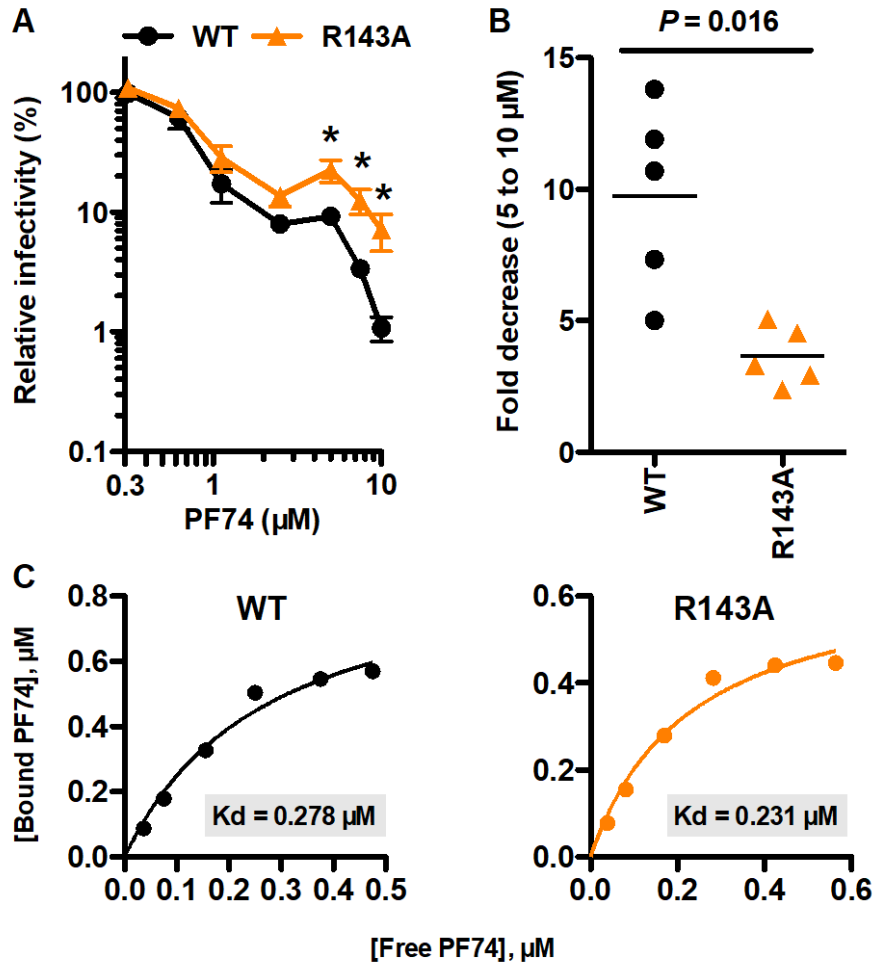 A
WT R143A
Relative infectivity (%)
100
10
1
0.1
* * *
0.3 1 10
PF74 (µM)
B
P = 0.016
Fold decrease (5 to 10 µM)
15
10
5
0
WT
R143A
C
WT
[Bound PF74], µM
0.8
0.6
0.4
0.2
0.0
Kd = 0.278 µM
0.0 0.1 0.2 0.3 0.4 0.5
R143A
0.6
0.4
0.2
0.0
Kd = 0.231 µM
0.0 0.2 0.4 0.6
[Free PF74], µM